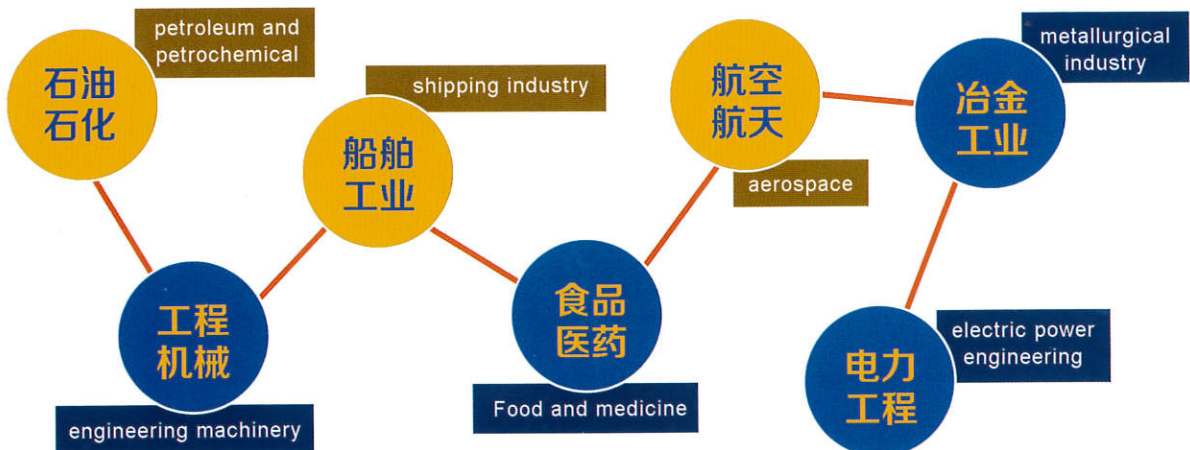 石油
石化
petroleum and
petrochemical
工程
机械
engineering machinery
船舶
工业
shipping industry
食品
医药
Food and medicine
航空
航天
aerospace
冶金
工业
metallurgical
industry
电力
工程
electric power
engineering